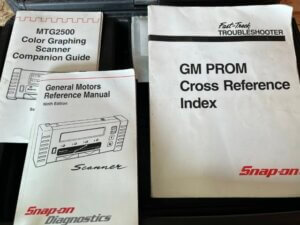 MTG2500
Color Graphing
Scanner
Companion Guide
General Motors
Reference Manual
Ninth Edition
Scanner
Snap-on
Diagnostics
Fast-Track
TROUBLESHOOTER
GM PROM
Cross Reference
Index
Snap-on